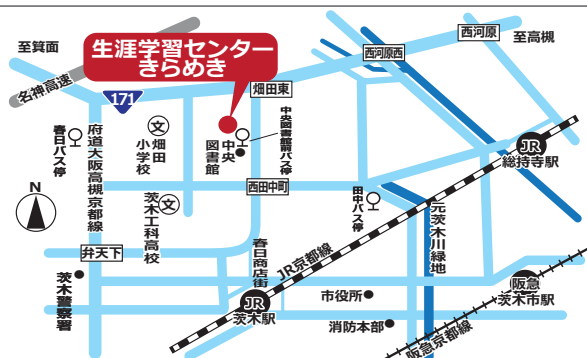 至箕面
名神高速
生涯学習センター
きらめき
西河原西
西河原
至高槻
171
畑田東
春日バス停
府道大阪高槻京都線
文
畑田
小学校
中央
図書館
中央図書館前バス停
JR
総持寺駅
西田中町
田中バス停
N
文
茨木工科高校
元茨木川緑地
弁天下
春日商店街
JR京都線
茨木警察署
JR
茨木駅
市役所
消防本部
阪急
茨木市駅
阪急京都線